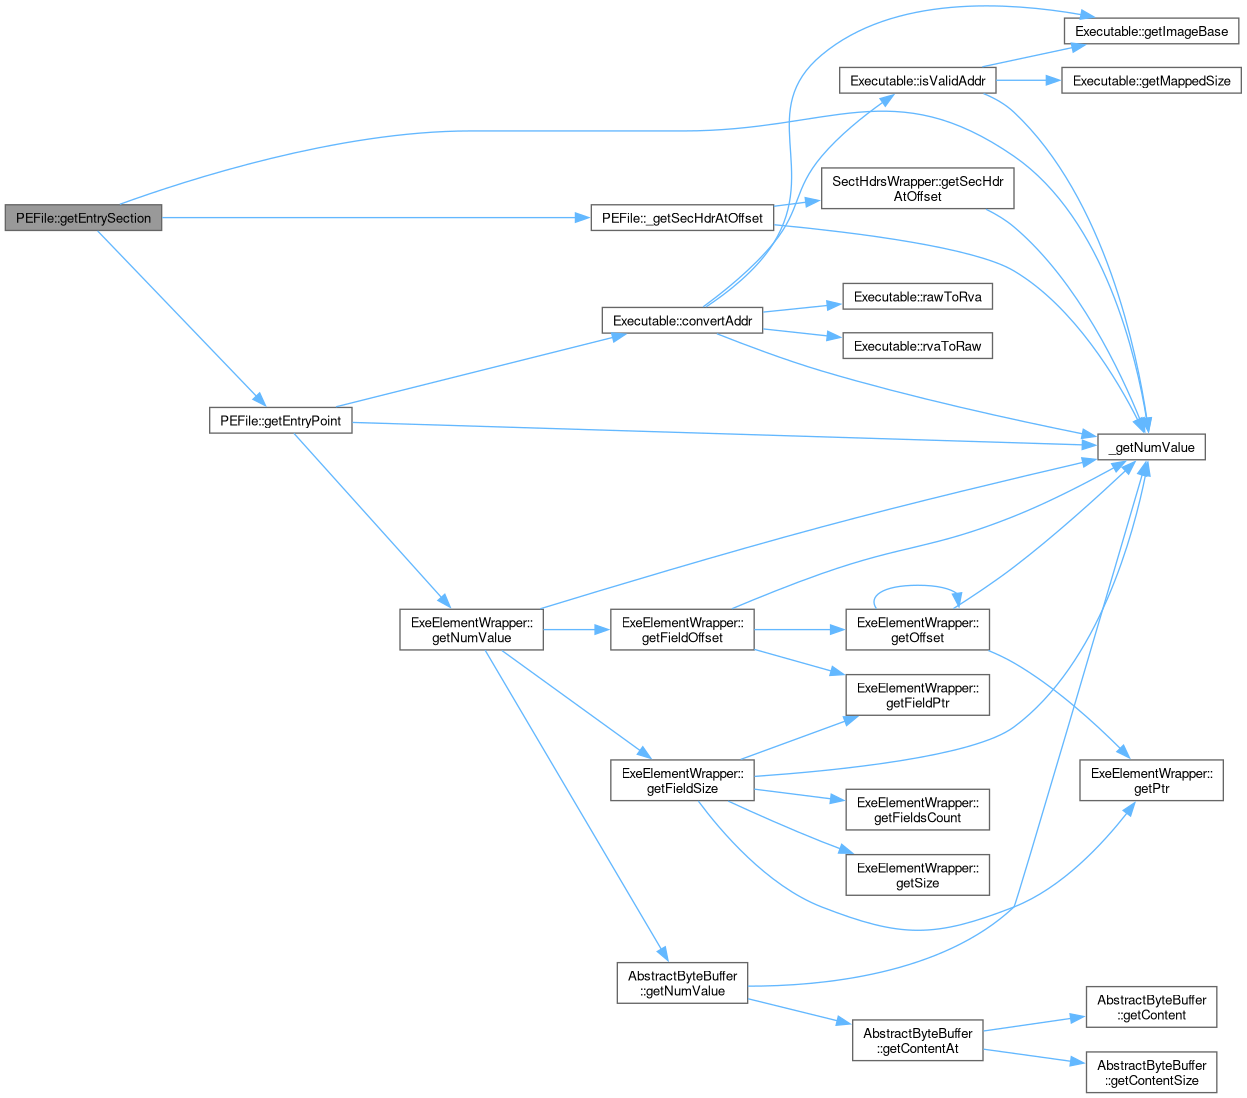 Executable::getImageBase
Executable::isValidAddr
Executable::getMappedSize
SectHdrsWrapper::getSecHdr
AtOffset
PEFile::getEntrySection
PEFile::_getSecHdrAtOffset
Executable::rawToRva
Executable::convertAddr
Executable::rvaToRaw
PEFile::getEntryPoint
_getNumValue
ExeElementWrapper::
getNumValue
ExeElementWrapper::
getFieldOffset
ExeElementWrapper::
getOffset
ExeElementWrapper::
getFieldPtr
ExeElementWrapper::
getFieldSize
ExeElementWrapper::
getPtr
ExeElementWrapper::
getFieldsCount
ExeElementWrapper::
getSize
AbstractByteBuffer
::getNumValue
AbstractByteBuffer
::getContent
AbstractByteBuffer
::getContentAt
AbstractByteBuffer
::getContentSize